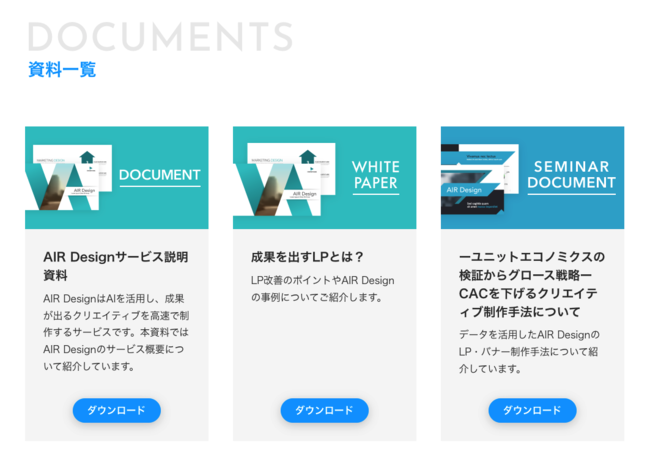 DOCUMENTS
資料一覧
AIR Design
DOCUMENT
AIR Designサービス説明
資料
AIR DesignはAIを活用し、成果
が出るクリエイティブを高速で制
作するサービスです。本資料では
AIR Designのサービス概要につ
いて紹介しています。
ダウンロード
AIR Design
WHITE
PAPER
成果を出すLPとは？
LP改善のポイントやAIR Design
の事例についてご紹介します。
ダウンロード
AIR Design
SEMINAR
DOCUMENT
ーユニットエコノミクスの
検証からグロース戦略ー
CACを下げるクリエイテ
ィブ制作手法について
データを活用したAIR Designの
LP・バナー制作手法について紹
介しています。
ダウンロード